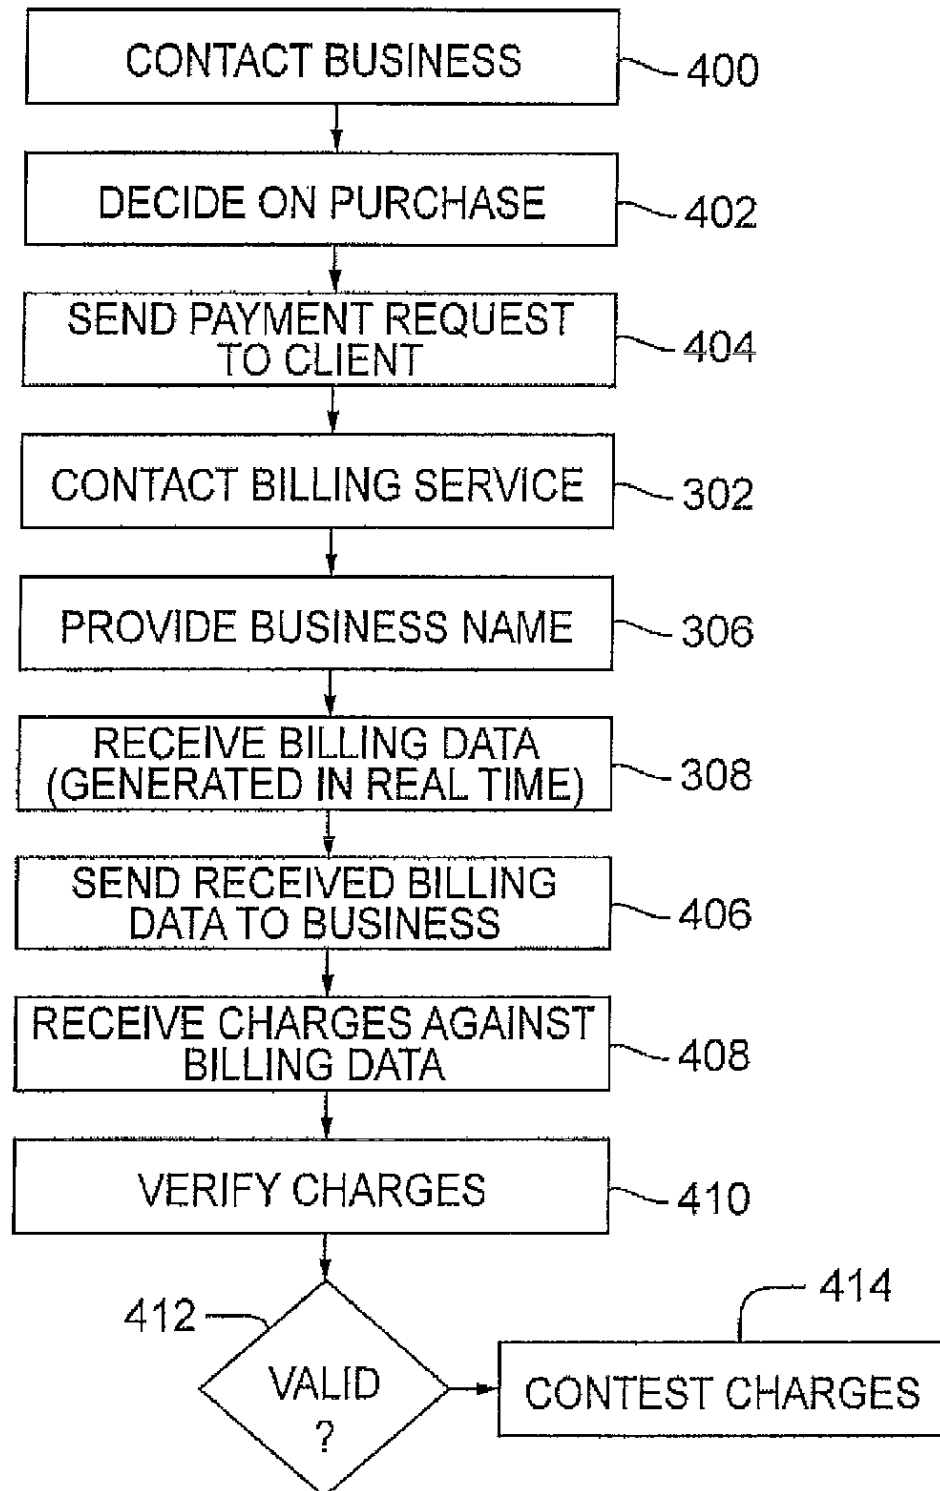 CONTACT BUSINESS
400
DECIDE ON PURCHASE
402
SEND PAYMENT REQUEST
TO CLIENT
404
CONTACT BILLING SERVICE
302
PROVIDE BUSINESS NAME
306
RECEIVE BILLING DATA
(GENERATED IN REAL TIME)
308
SEND RECEIVED BILLING
DATA TO BUSINESS
406
RECEIVE CHARGES AGAINST
BILLING DATA
408
VERIFY CHARGES
410
412
VALID
?
414
CONTEST CHARGES